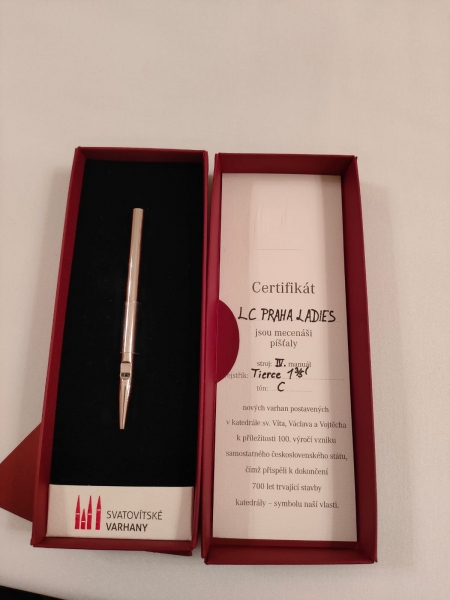 Certifikát
LC PRAHA LADIES
jsou mecenáši
píšťaly
stroj: IV. manuál
rejstřík: Tierce 1 3/5'
tón: C
nových varhan postavených
v katedrále sv. Víta, Václava a Vojtěcha
k příležitosti 100. výročí vzniku
samostatného československého státu,
čímž přispěli k dokončení
700 let trvající stavby
katedrály – symbolu naší vlasti.
SVATOVÍTSKÉ
VARHANY